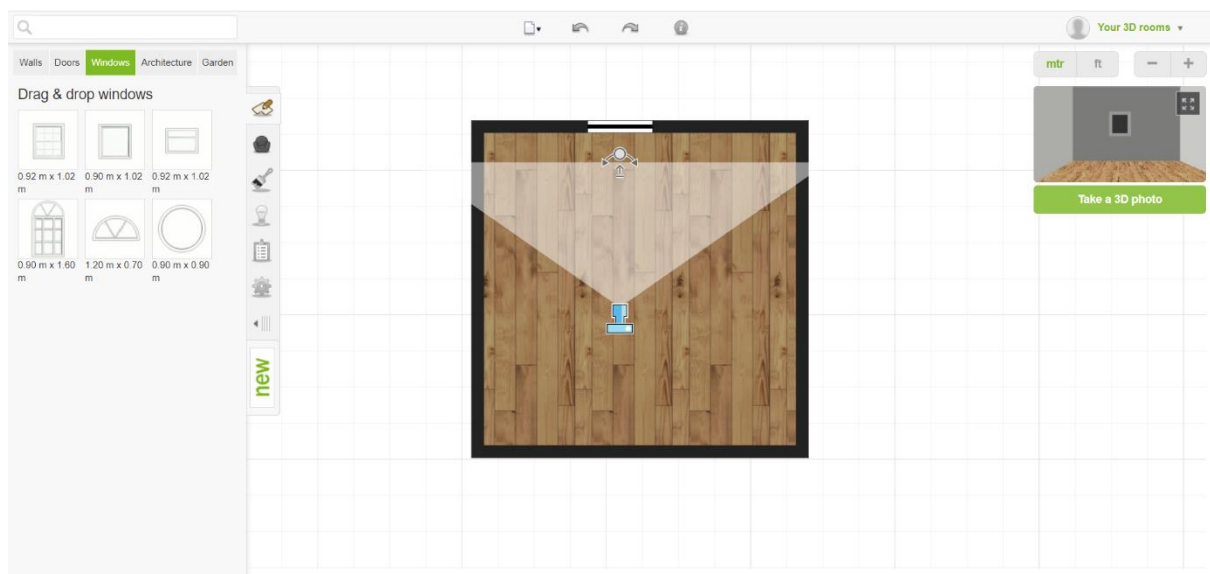 Your 3D rooms
Walls Doors Windows Architecture Garden
mtr ft − +
Drag & drop windows
0.92 m x 1.02 0.90 m x 1.02 0.92 m x 1.02
m m m
Take a 3D photo
0.90 m x 1.60 1.20 m x 0.70 0.90 m x 0.90
m m m
new